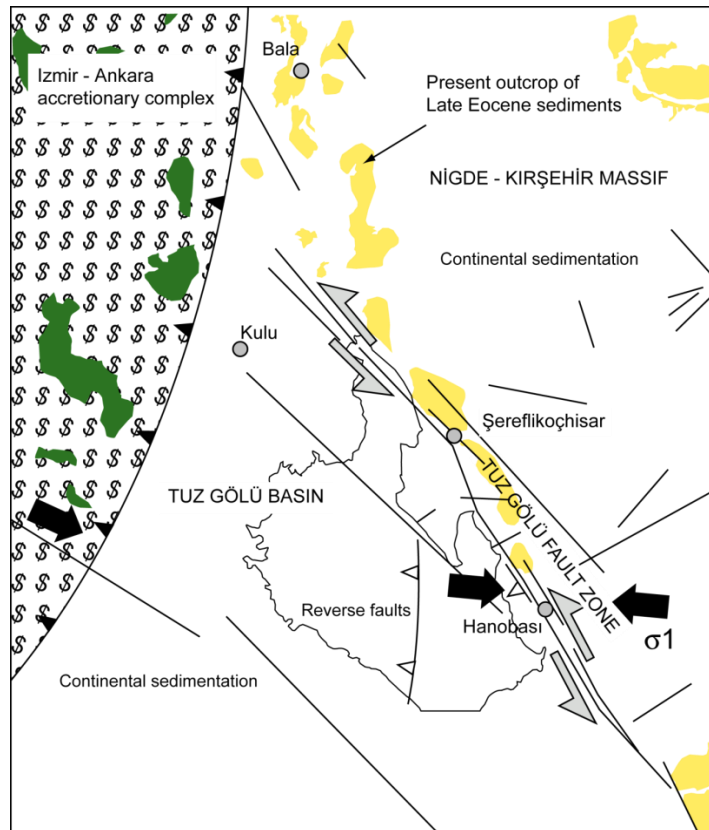 Bala
Izmir - Ankara
accretionary complex
Present outcrop of
Late Eocene sediments
NİGDE - KIRŞEHİR MASSIF
Continental sedimentation
Kulu
Şereflikoçhisar
TUZ GÖLÜ BASIN
TUZ GÖLÜ FAULT ZONE
Reverse faults
Hanobası
σ1
Continental sedimentation